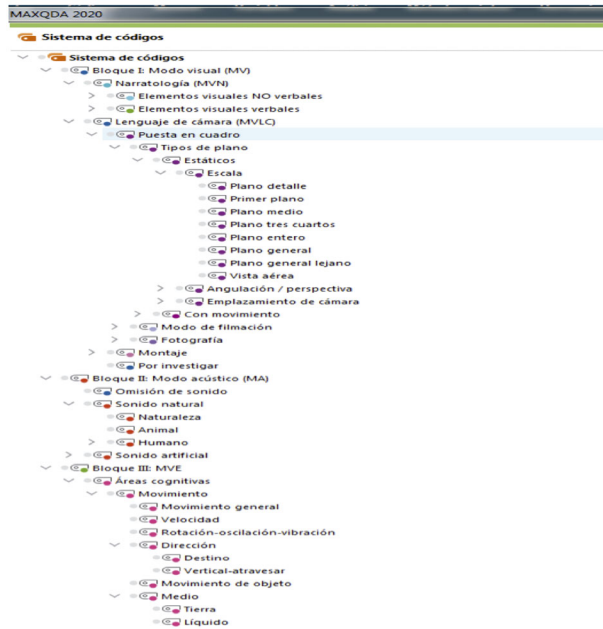 MAXQDA 2020
Sistema de códigos
Sistema de códigos
Bloque I: Modo visual (MV)
Narratología (MVN)
Elementos visuales NO verbales
Elementos visuales verbales
Lenguaje de cámara (MVLC)
Puesta en cuadro
Tipos de plano
Estáticos
Escala
Plano detalle
Primer plano
Plano medio
Plano tres cuartos
Plano entero
Plano general
Plano general lejano
Vista aérea
Angulación / perspectiva
Emplazamiento de cámara
Con movimiento
Modo de filmación
Fotografía
Montaje
Por investigar
Bloque II: Modo acústico (MA)
Omisión de sonido
Sonido natural
Naturaleza
Animal
Humano
Sonido artificial
Bloque III: MVE
Áreas cognitivas
Movimiento
Movimiento general
Velocidad
Rotación-oscilación-vibración
Dirección
Destino
Vertical-atravesar
Movimiento de objeto
Medio
Tierra
Líquido